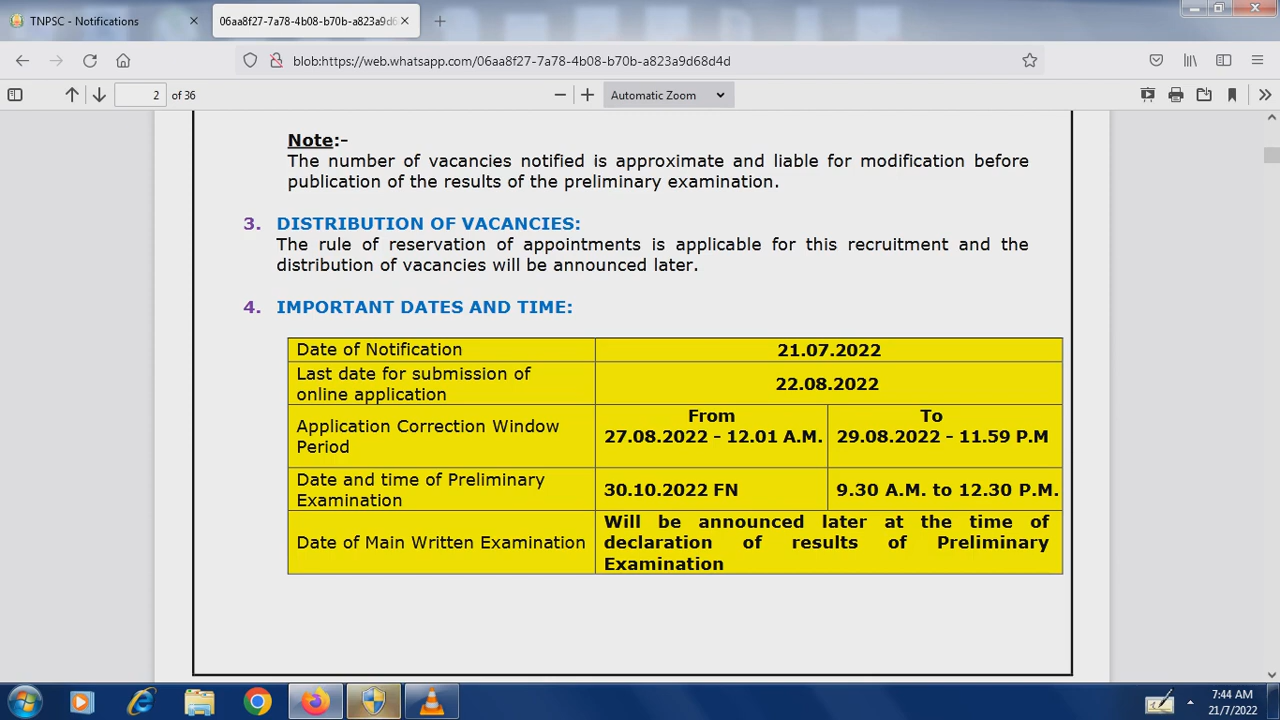 TNPSC - Notifications
06aa8f27-7a78-4b08-b70b-a823a9d6
blob:https://web.whatsapp.com/06aa8f27-7a78-4b08-b70b-a823a9d68d4d
2 of 36
Automatic Zoom
Note:-
The number of vacancies notified is approximate and liable for modification before
publication of the results of the preliminary examination.
3. DISTRIBUTION OF VACANCIES:
The rule of reservation of appointments is applicable for this recruitment and the
distribution of vacancies will be announced later.
4. IMPORTANT DATES AND TIME:
Date of Notification
21.07.2022
Last date for submission of
online application
22.08.2022
Application Correction Window
Period
From
27.08.2022 - 12.01 A.M.
To
29.08.2022 - 11.59 P.M
Date and time of Preliminary
Examination
30.10.2022 FN
9.30 A.M. to 12.30 P.M.
Date of Main Written Examination
Will be announced later at the time of
declaration of results of Preliminary
Examination
7:44 AM
21/7/2022